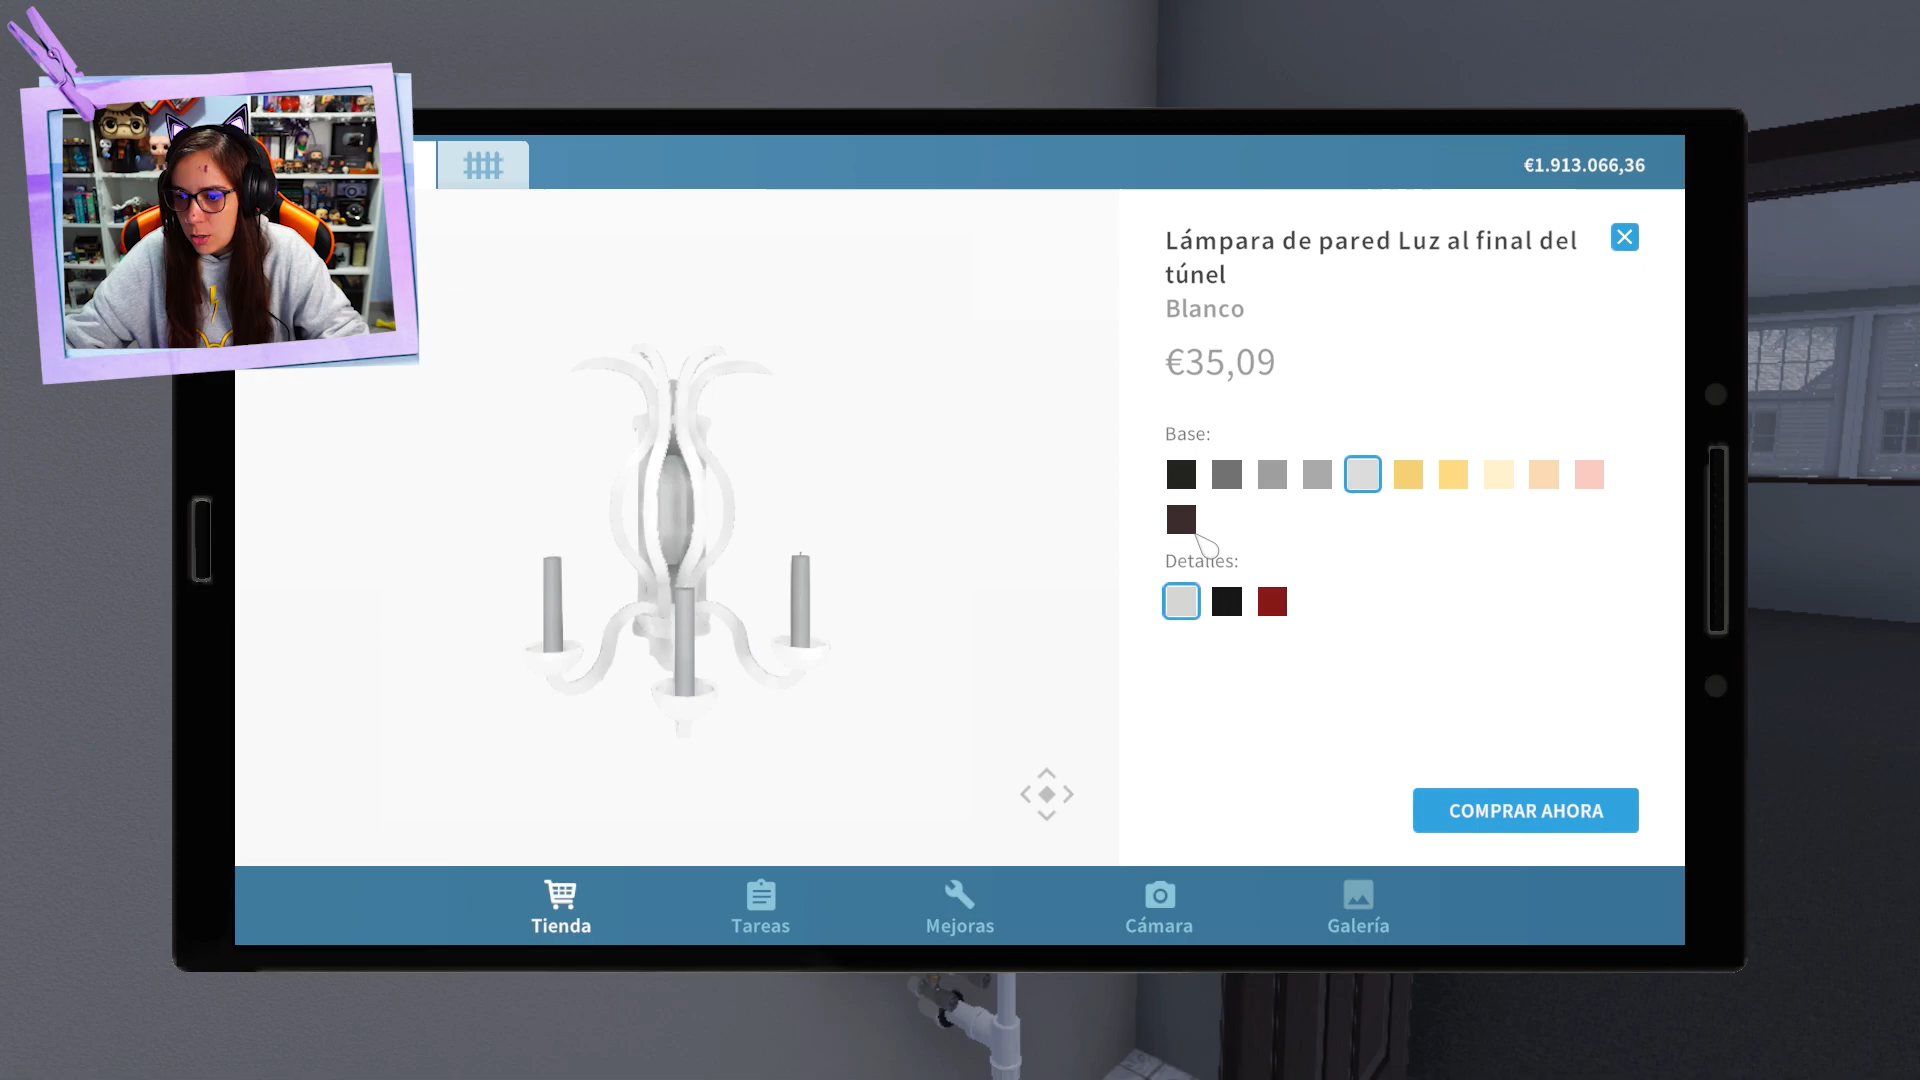 €1.913.066,36
Lámpara de pared Luz al final del
túnel
Blanco
€35,09
Base:
Detalles:
COMPRAR AHORA
Tienda
Tareas
Mejoras
Cámara
Galería